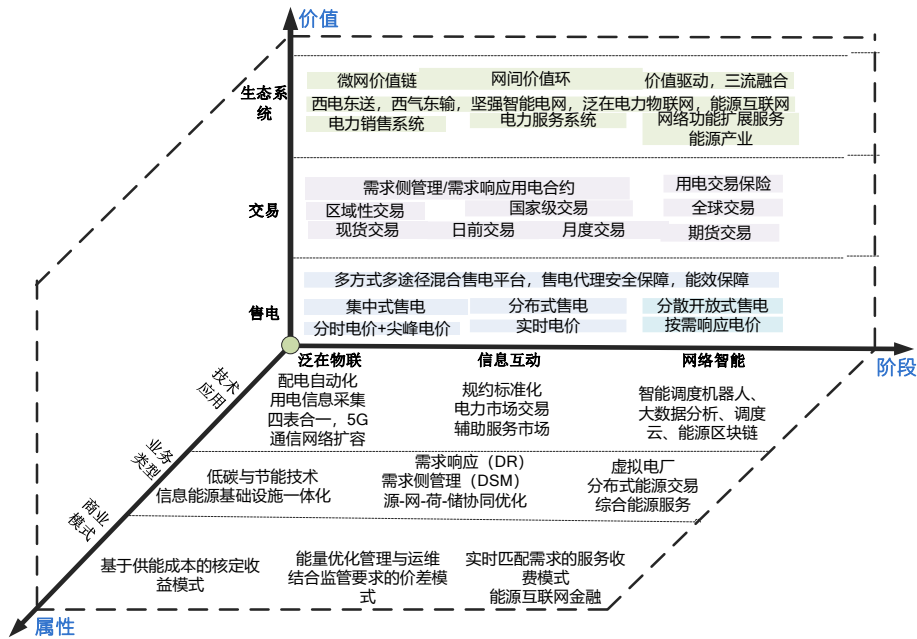 价值
生态系
统
微网价值链 网间价值环 价值驱动，三流融合
西电东送，西气东输，坚强智能电网，泛在电力物联网，能源互联网
电力销售系统 电力服务系统 网络功能扩展服务
能源产业
交易
需求侧管理/需求响应用电合约 用电交易保险
区域性交易 国家级交易 全球交易
现货交易 日前交易 月度交易 期货交易
售电
多方式多途径混合售电平台，售电代理安全保障，能效保障
集中式售电 分布式售电 分散开放式售电
分时电价+尖峰电价 实时电价 按需响应电价
泛在物联 信息互动 网络智能
阶段
技术
应用
配电自动化
用电信息采集
四表合一，5G
通信网络扩容
规约标准化
电力市场交易
辅助服务市场
智能调度机器人、
大数据分析、调度
云、能源区块链
业务
类型
低碳与节能技术
信息能源基础设施一体化
需求响应（DR）
需求侧管理（DSM）
源-网-荷-储协同优化
虚拟电厂
分布式能源交易
综合能源服务
商业
模式
基于供能成本的核定收
益模式
能量优化管理与运维
结合监管要求的价差模
式
实时匹配需求的服务收
费模式
能源互联网金融
属性